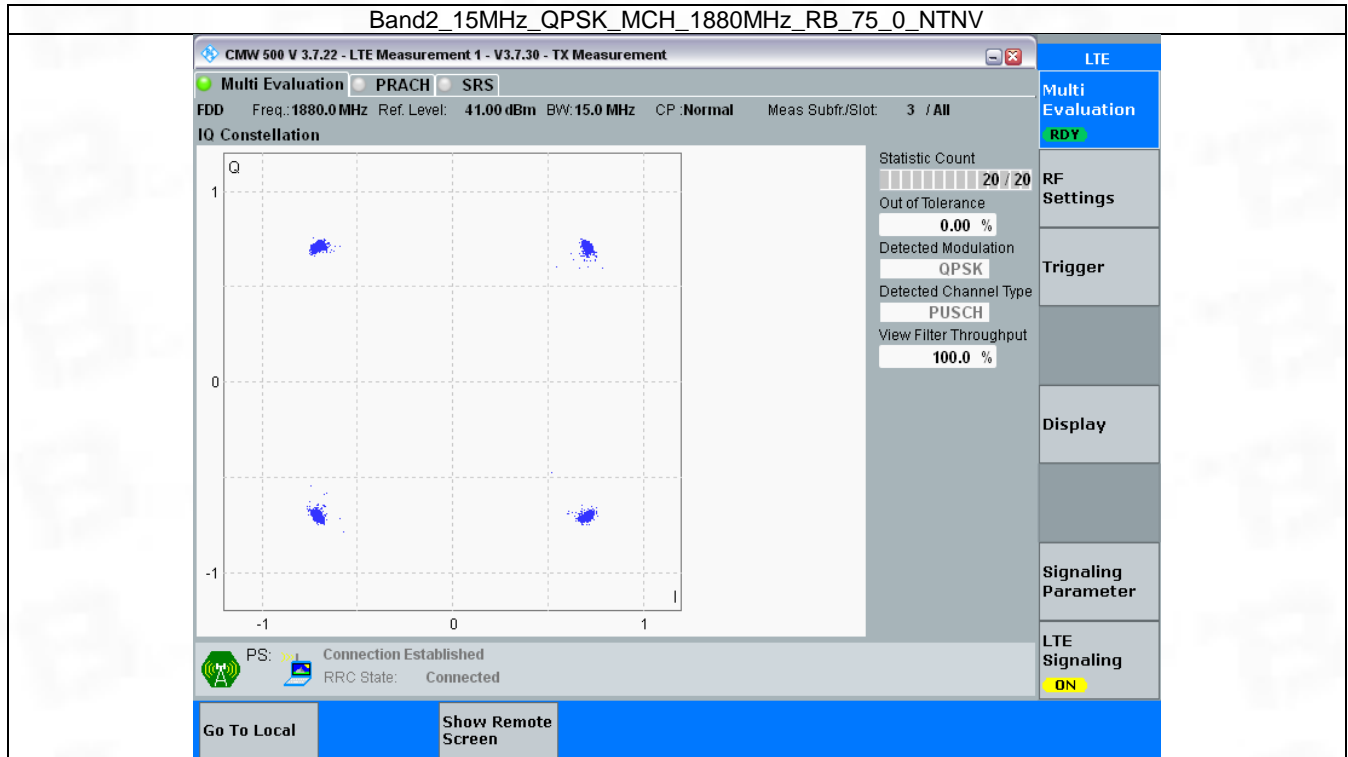 Band2_15MHz_QPSK_MCH_1880MHz_RB_75_0_NTNV
CMW 500 V 3.7.22 - LTE Measurement 1 - V3.7.30 - TX Measurement
LTE
Multi Evaluation PRACH SRS
FDD Freq.:1880.0 MHz Ref. Level: 41.00 dBm BW:15.0 MHz CP :Normal Meas Subfr./Slot: 3 / All
IQ Constellation
Multi
Evaluation
RDY
Q
1
0
-1
I
-1 0 1
Statistic Count
20 / 20
Out of Tolerance
0.00 %
Detected Modulation
QPSK
Detected Channel Type
PUSCH
View Filter Throughput
100.0 %
RF
Settings
Trigger
Display
Signaling
Parameter
LTE
Signaling
ON
PS: Connection Established
RRC State: Connected
Go To Local
Show Remote
Screen